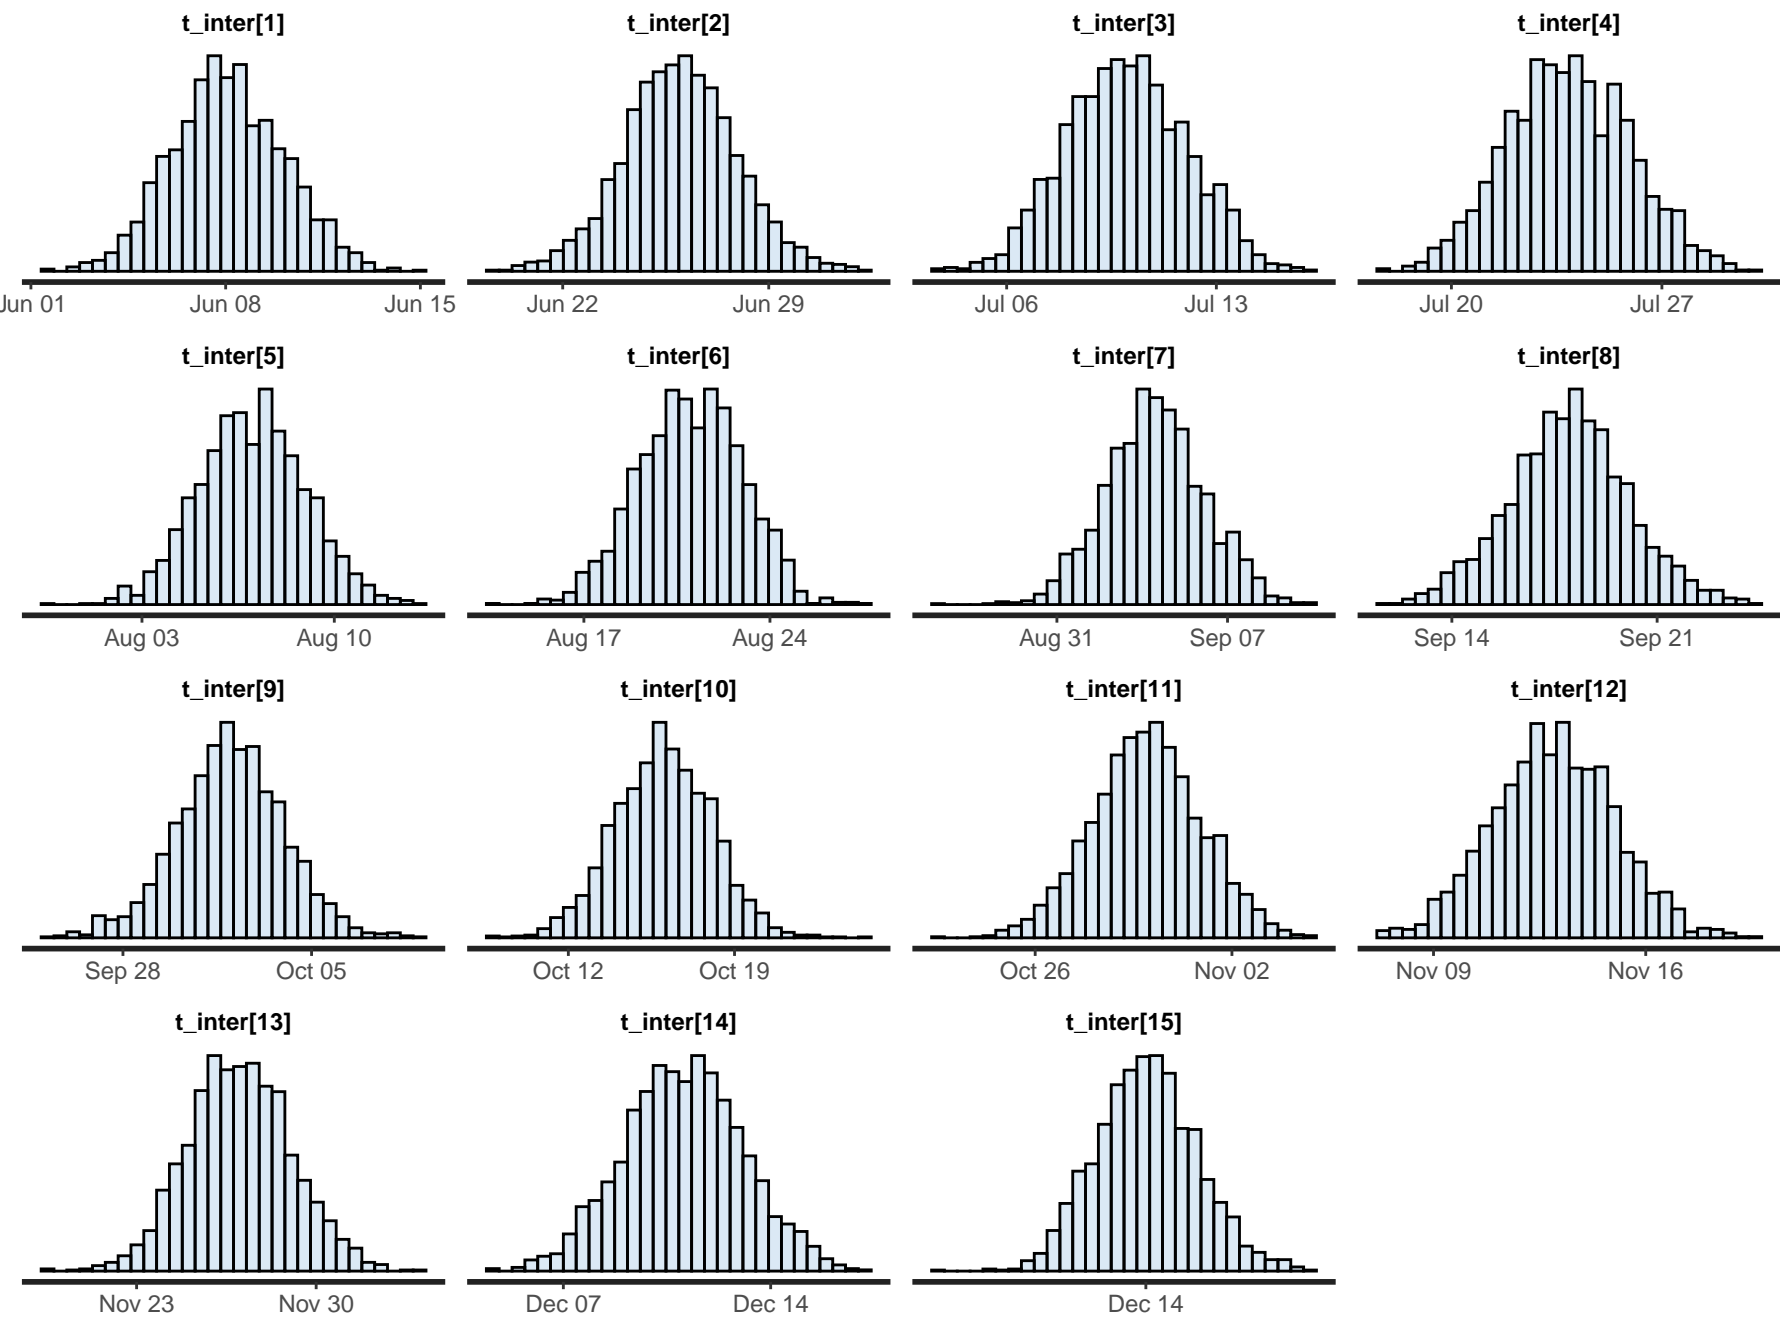 t_inter[1] t_inter[2] t_inter[3] t_inter[4]
Jun 01 Jun 08 Jun 15 Jun 22 Jun 29 Jul 06 Jul 13 Jul 20 Jul 27
t_inter[5] t_inter[6] t_inter[7] t_inter[8]
Aug 03 Aug 10 Aug 17 Aug 24 Aug 31 Sep 07 Sep 14 Sep 21
t_inter[9] t_inter[10] t_inter[11] t_inter[12]
Sep 28 Oct 05 Oct 12 Oct 19 Oct 26 Nov 02 Nov 09 Nov 16
t_inter[13] t_inter[14] t_inter[15]
Nov 23 Nov 30 Dec 07 Dec 14 Dec 14